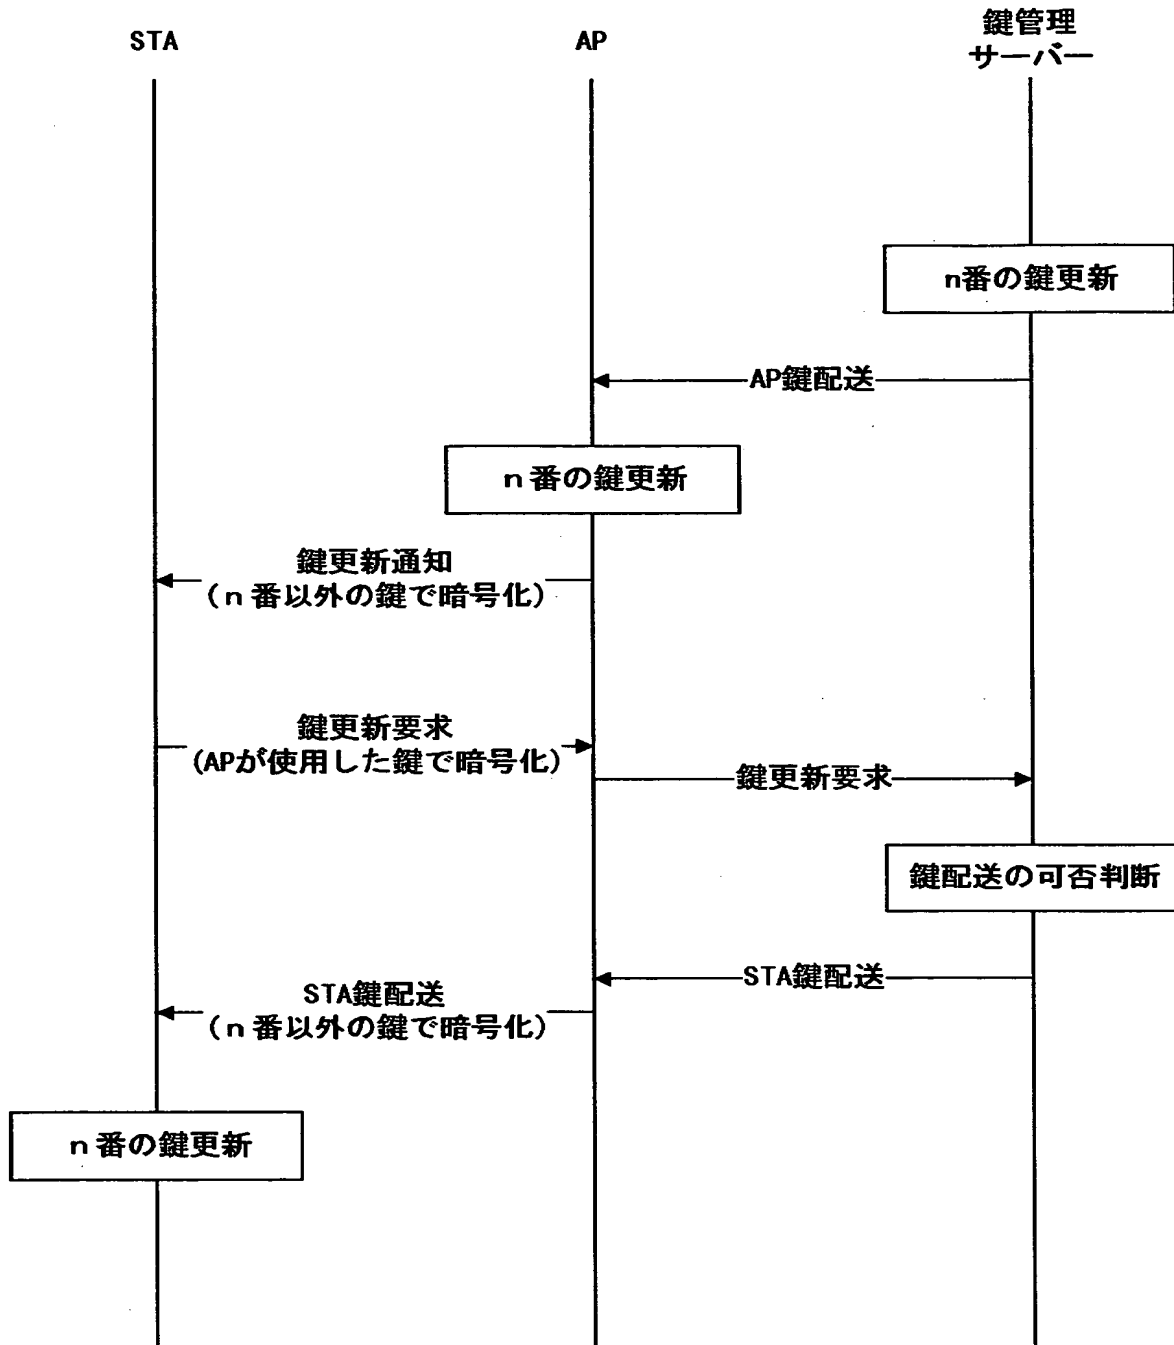 STA
AP
鍵管理
サーバー
n番の鍵更新
AP鍵配送
n番の鍵更新
鍵更新通知
(n番以外の鍵で暗号化)
鍵更新要求
(APが使用した鍵で暗号化)
鍵更新要求
鍵配送の可否判断
STA鍵配送
STA鍵配送
(n番以外の鍵で暗号化)
n番の鍵更新